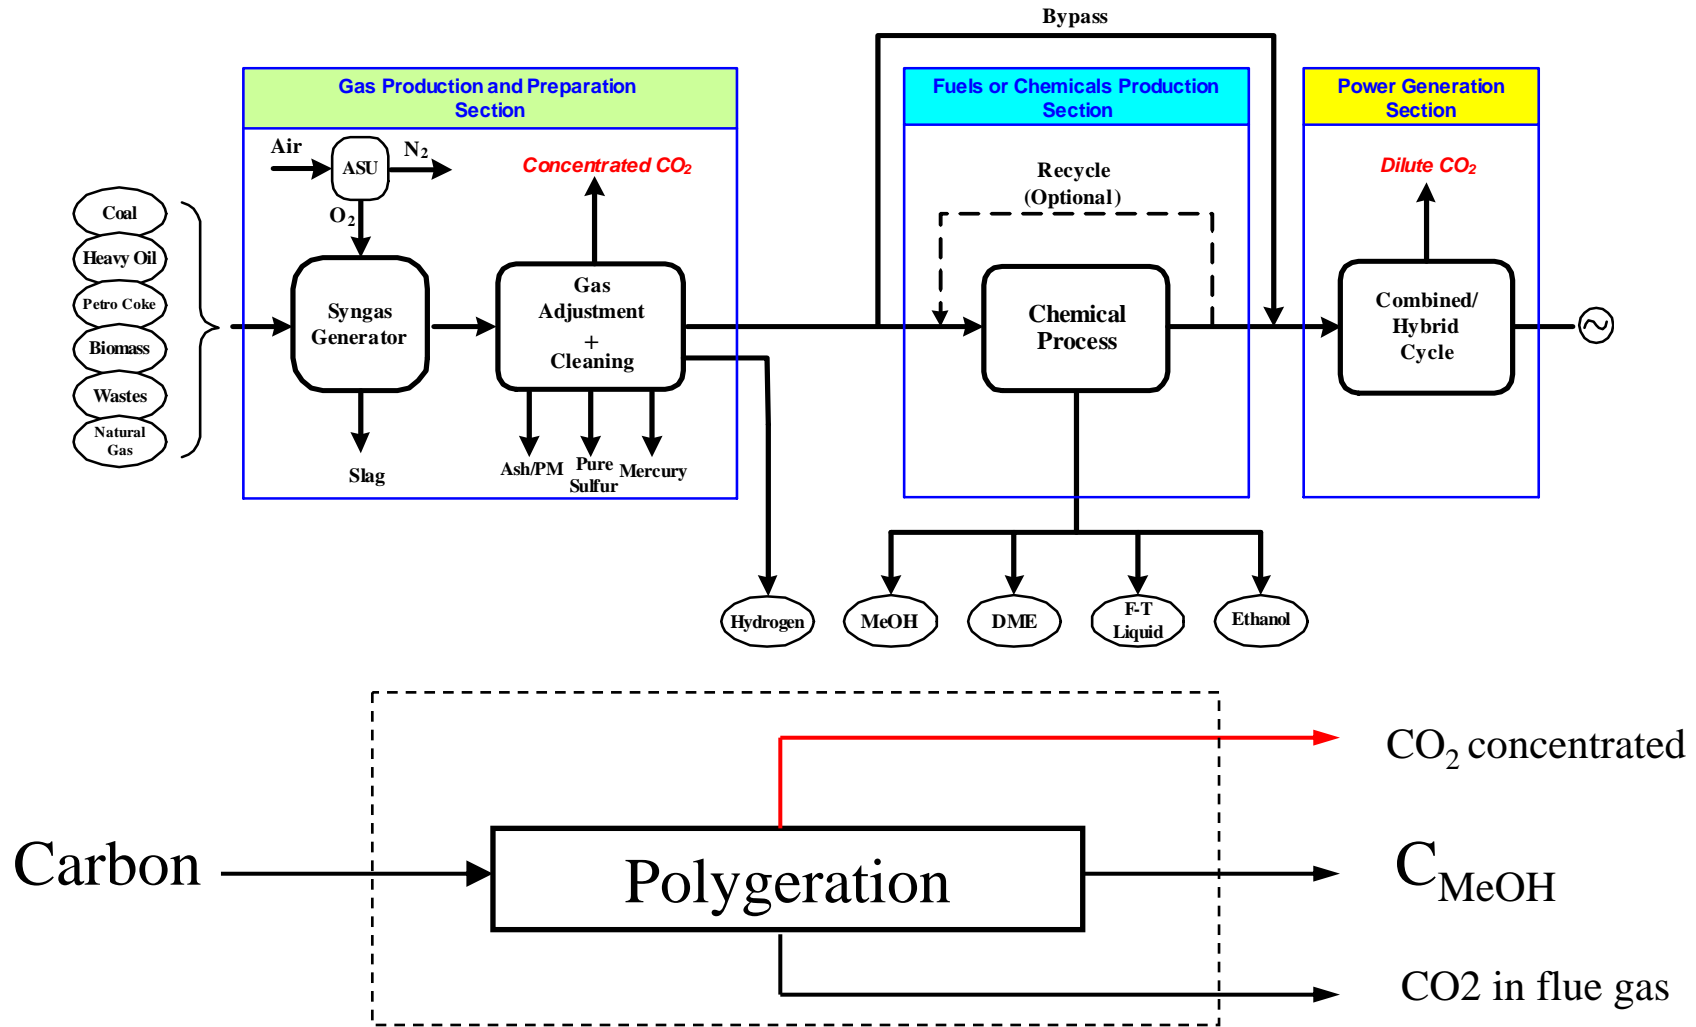 Bypass
Gas Production and Preparation
Section
Fuels or Chemicals Production
Section
Power Generation
Section
Air
ASU
N2
O2
Concentrated CO2
Recycle
(Optional)
Dilute CO2
Coal
Heavy Oil
Petro Coke
Biomass
Wastes
Natural
Gas
Syngas
Generator
Gas
Adjustment
+
Cleaning
Chemical
Process
Combined/
Hybrid
Cycle
Slag
Ash/PM
Pure
Sulfur
Mercury
Hydrogen
MeOH
DME
F-T
Liquid
Ethanol
CO2 concentrated
Carbon
Polygeration
CMeOH
CO2 in flue gas